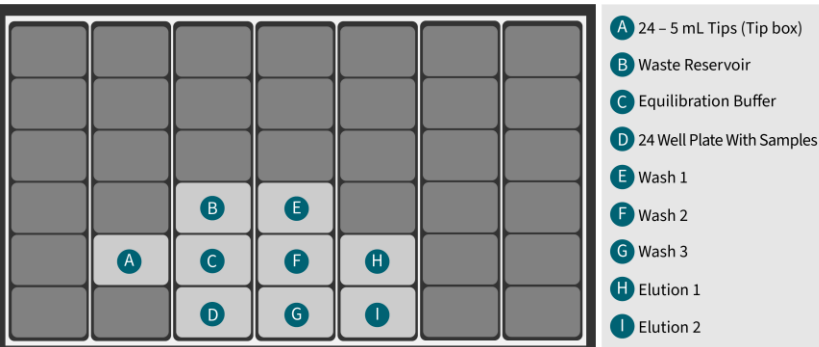 B E
A C F H
D G I
A 24 – 5 mL Tips (Tip box)
B Waste Reservoir
C Equilibration Buffer
D 24 Well Plate With Samples
E Wash 1
F Wash 2
G Wash 3
H Elution 1
I Elution 2